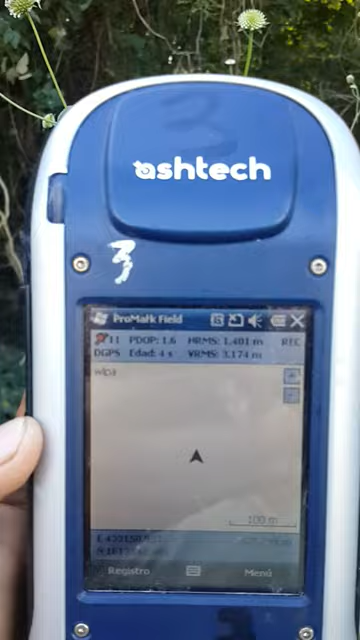 ashtech
3
ProMark Field
11 PDOP: 1.6 HRMS: 1.401 m REC
DGPS Edad: 4 s VRMS: 3.174 m
wipa
100 m
Registro Menú